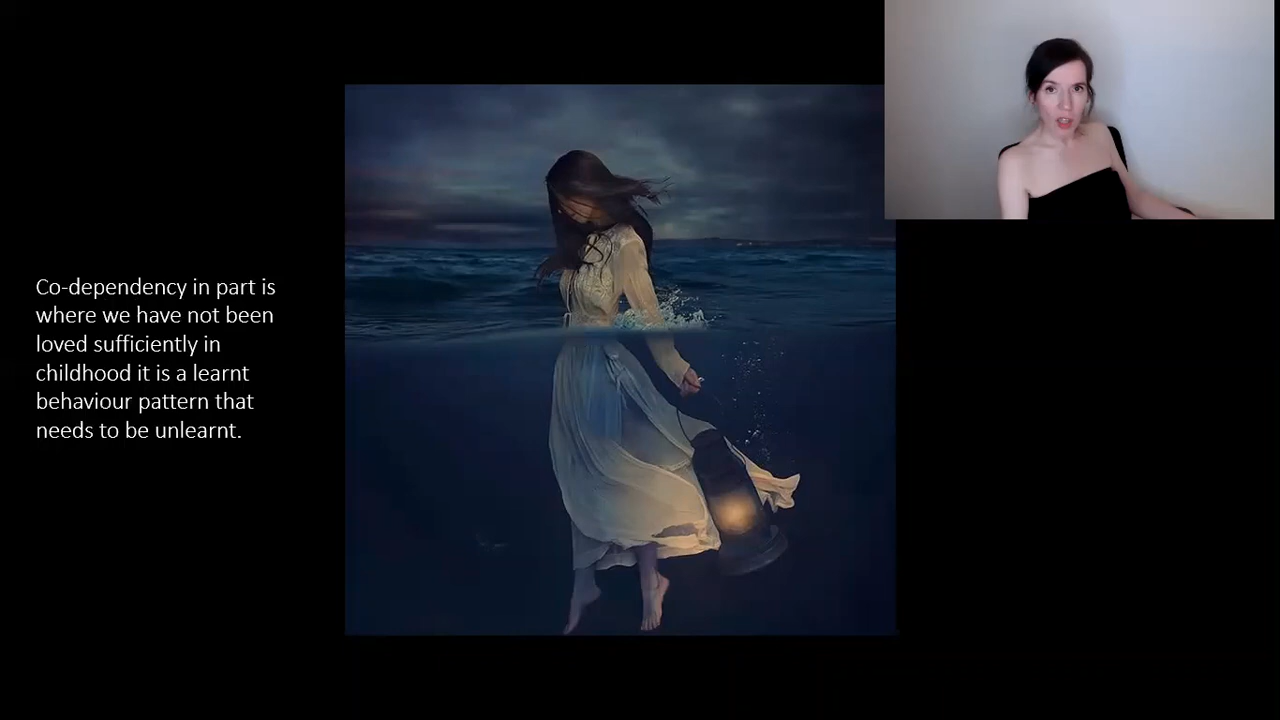 Co-dependency in part is
where we have not been
loved sufficiently in
childhood it is a learnt
behaviour pattern that
needs to be unlearnt.